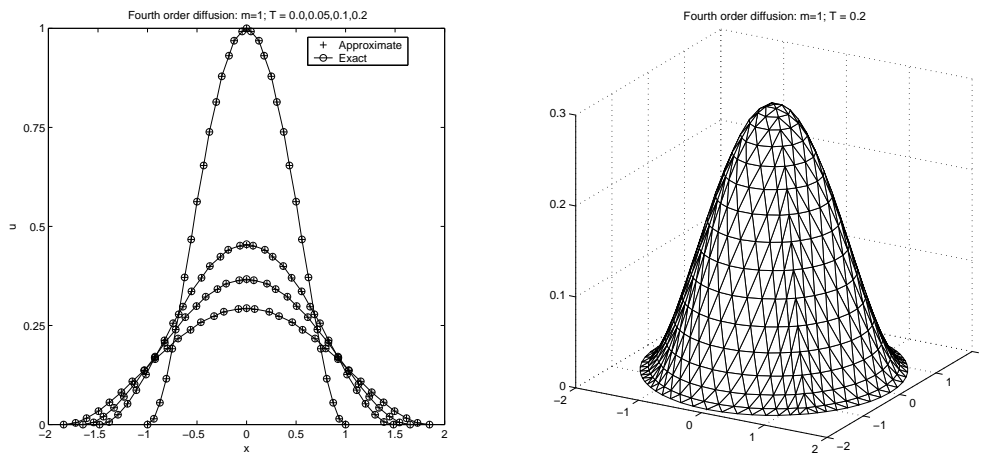 Fourth order diffusion: m=1; T = 0.0,0.05,0.1,0.2
1
0.75
0.5
0.25
0
u
+ Approximate
Exact
−2 −1.5 −1 −0.5 0 0.5 1 1.5 2
x
Fourth order diffusion: m=1; T = 0.2
0.3
0.2
0.1
0
−2
−1
0
1
2
−2
−1
0
1